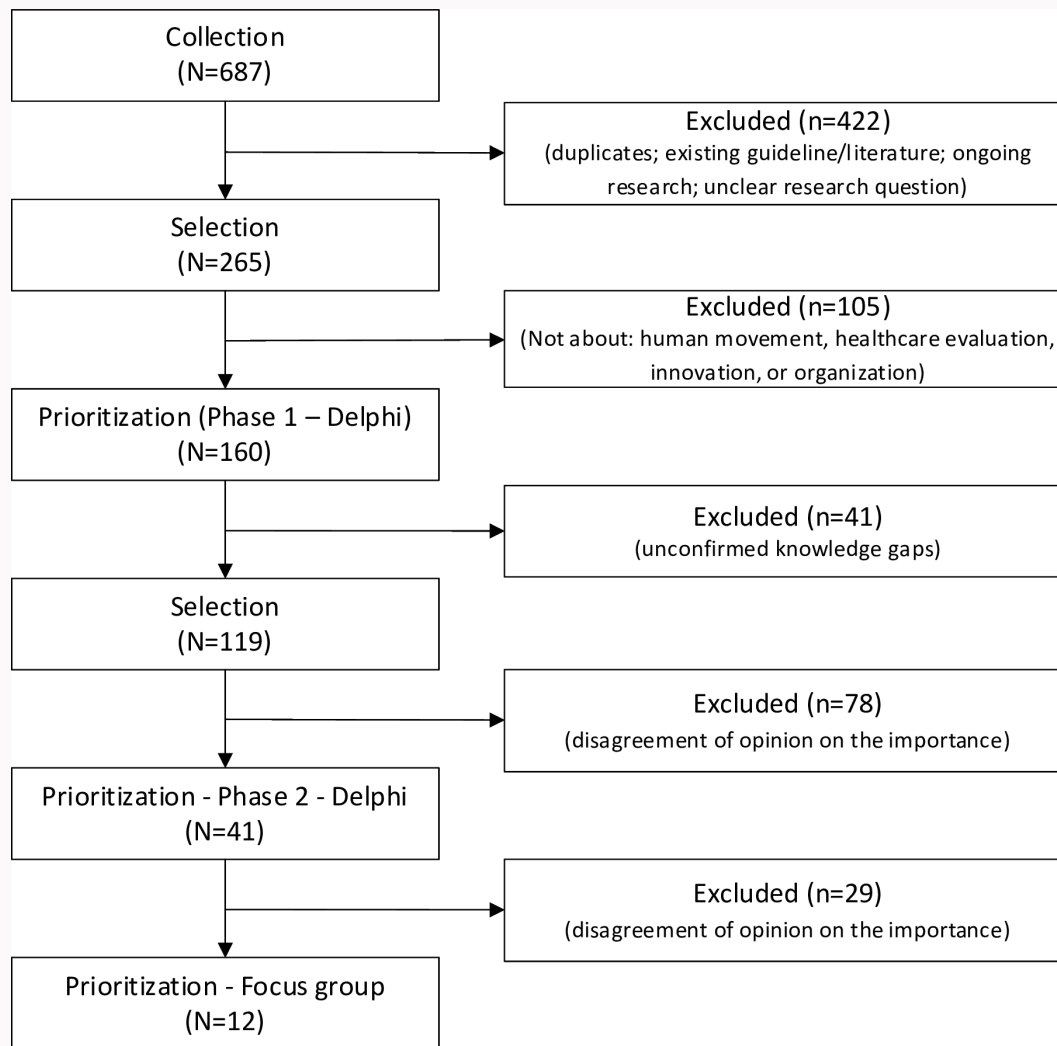 Collection
(N=687)
Excluded (n=422)
(duplicates; existing guideline/literature; ongoing
research; unclear research question)
Selection
(N=265)
Excluded (n=105)
(Not about: human movement, healthcare evaluation,
innovation, or organization)
Prioritization (Phase 1 – Delphi)
(N=160)
Excluded (n=41)
(unconfirmed knowledge gaps)
Selection
(N=119)
Excluded (n=78)
(disagreement of opinion on the importance)
Prioritization - Phase 2 - Delphi
(N=41)
Excluded (n=29)
(disagreement of opinion on the importance)
Prioritization - Focus group
(N=12)